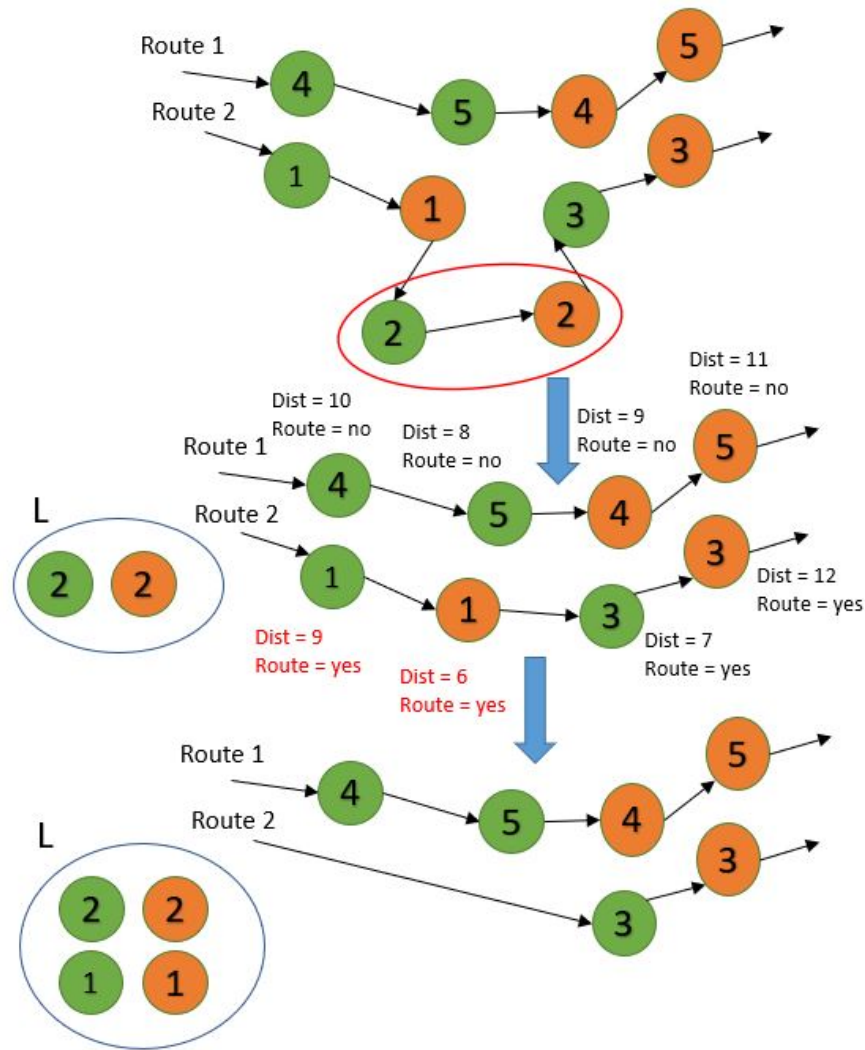 Route 1
4
5
4
5
Route 2
1
1
3
3
2
2
Dist = 11
Route = no
Dist = 10
Route = no
Dist = 8
Route = no
Dist = 9
Route = no
Route 1
4
5
4
5
L
2
2
Route 2
1
1
3
3
Dist = 12
Route = yes
Dist = 9
Route = yes
Dist = 6
Route = yes
Dist = 7
Route = yes
Route 1
4
5
4
5
Route 2
3
3
L
2
2
1
1